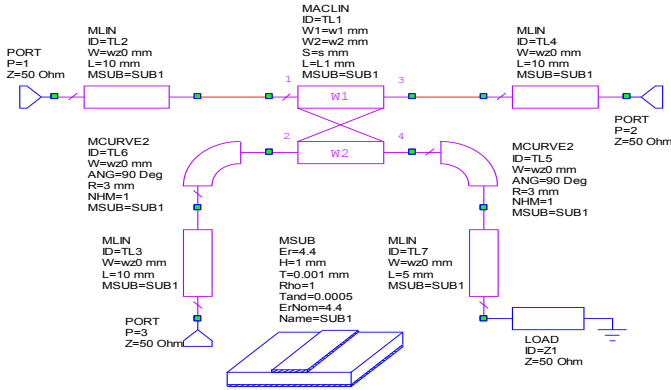 MLIN
ID=TL2
W=wz0 mm
L=10 mm
MSUB=SUB1
MACLIN
ID=TL1
W1=w1 mm
W2=w2 mm
S=s mm
L=L1 mm
MSUB=SUB1
MLIN
ID=TL4
W=wz0 mm
L=10 mm
MSUB=SUB1
PORT
P=1
Z=50 Ohm
1
3
W1
PORT
P=2
Z=50 Ohm
MCURVE2
ID=TL6
W=wz0 mm
ANG=90 Deg
R=3 mm
NHM=1
MSUB=SUB1
2
4
W2
MCURVE2
ID=TL5
W=wz0 mm
ANG=90 Deg
R=3 mm
NHM=1
MSUB=SUB1
MLIN
ID=TL3
W=wz0 mm
L=10 mm
MSUB=SUB1
MSUB
Er=4.4
H=1 mm
T=0.001 mm
Rho=1
Tand=0.0005
ErNom=4.4
Name=SUB1
MLIN
ID=TL7
W=wz0 mm
L=5 mm
MSUB=SUB1
PORT
P=3
Z=50 Ohm
LOAD
ID=Z1
Z=50 Ohm